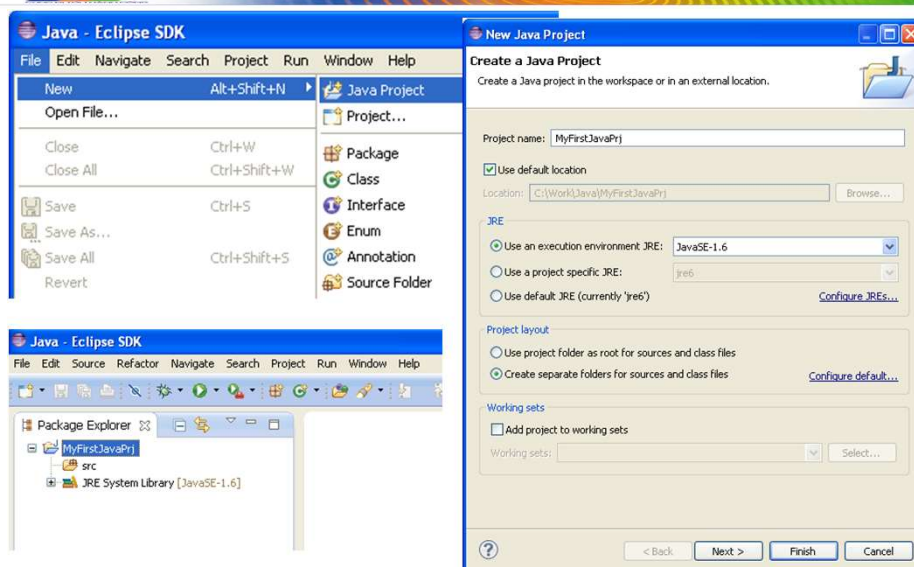 Java - Eclipse SDK
File Edit Navigate Search Project Run Window Help
New Alt+Shift+N Java Project
Open File... Project...
Close Ctrl+W Package
Close All Ctrl+Shift+W Class
Save Ctrl+S Interface
Save As... Enum
Save All Ctrl+Shift+S Annotation
Revert Source Folder
Java - Eclipse SDK
File Edit Source Refactor Navigate Search Project Run Window Help
Package Explorer
MyFirstJavaPrj
src
JRE System Library [JavaSE-1.6]
New Java Project
Create a Java Project
Create a Java project in the workspace or in an external location.
Project name: MyFirstJavaPrj
Use default location
Location: C:\Work\Java\MyFirstJavaPrj Browse...
JRE
Use an execution environment JRE: JavaSE-1.6
Use a project specific JRE: jre6
Use default JRE (currently 'jre6') Configure JREs...
Project layout
Use project folder as root for sources and class files
Create separate folders for sources and class files Configure default...
Working sets
Add project to working sets
Working sets: Select...
< Back Next > Finish Cancel